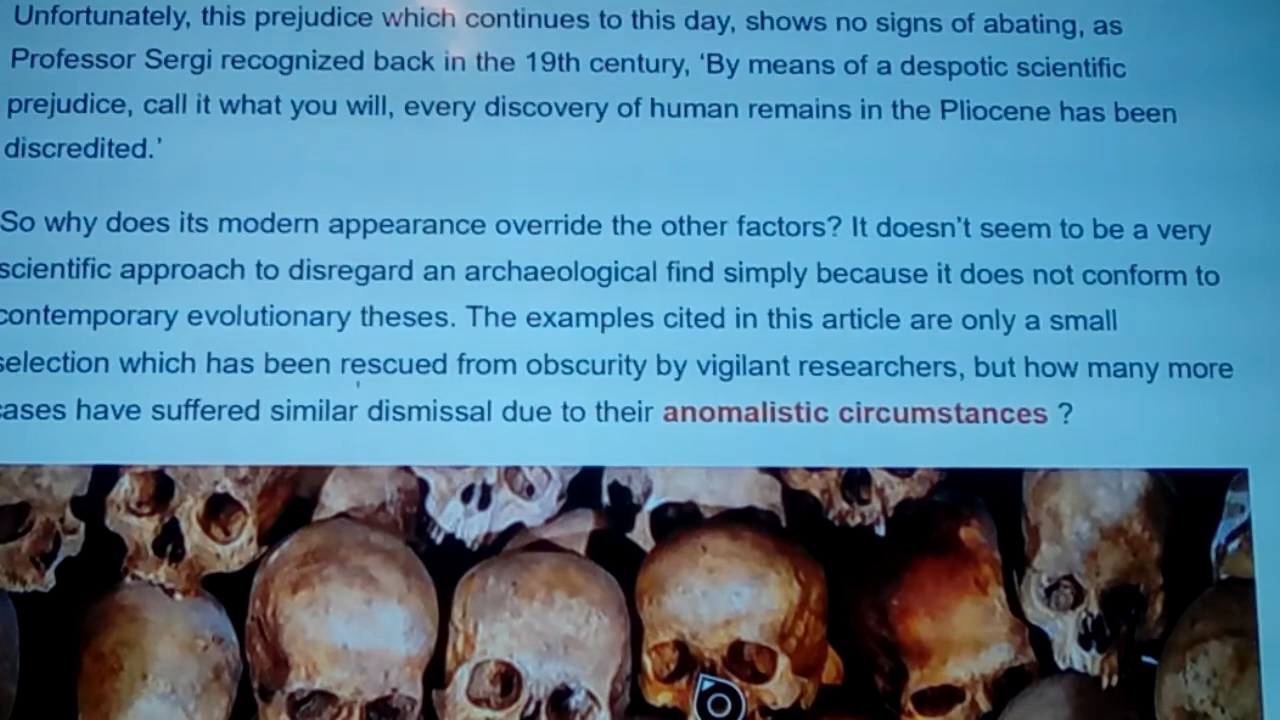 Unfortunately, this prejudice which continues to this day, shows no signs of abating, as
Professor Sergi recognized back in the 19th century, ‘By means of a despotic scientific
prejudice, call it what you will, every discovery of human remains in the Pliocene has been
discredited.’
So why does its modern appearance override the other factors? It doesn’t seem to be a very
scientific approach to disregard an archaeological find simply because it does not conform to
contemporary evolutionary theses. The examples cited in this article are only a small
selection which has been rescued from obscurity by vigilant researchers, but how many more
cases have suffered similar dismissal due to their anomalistic circumstances ?